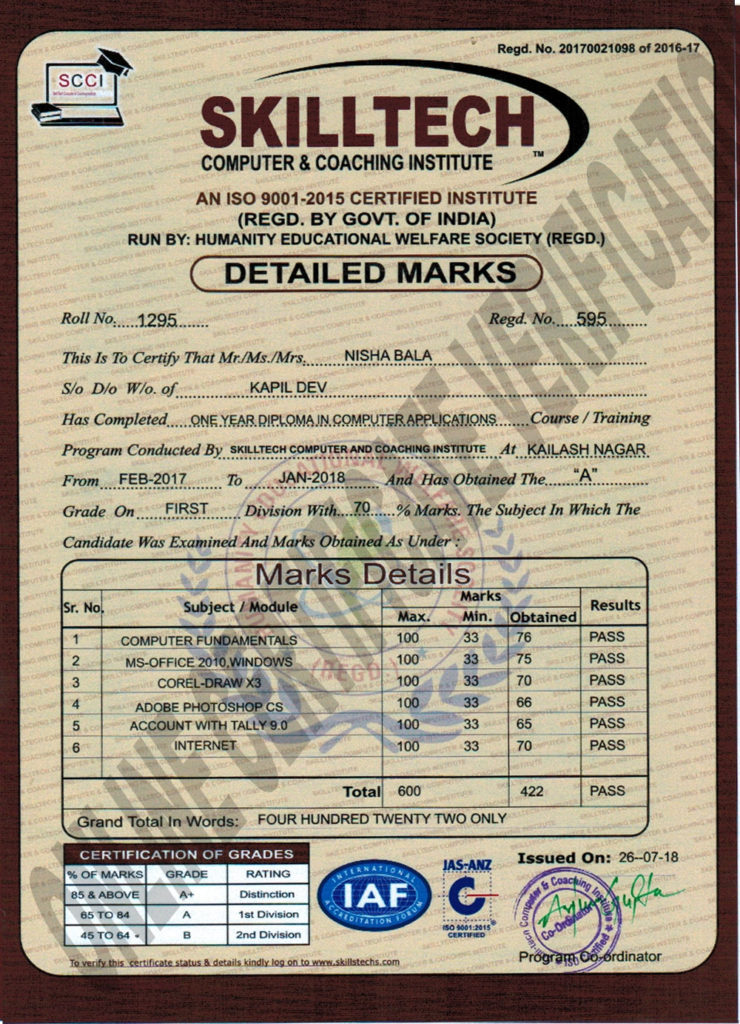 Regd. No. 20170021098 of 2016-17
SCCI
SKILLTECH
COMPUTER & COACHING INSTITUTE ™
AN ISO 9001-2015 CERTIFIED INSTITUTE
(REGD. BY GOVT. OF INDIA)
RUN BY: HUMANITY EDUCATIONAL WELFARE SOCIETY (REGD.)
DETAILED MARKS
Roll No. 1295 Regd. No. 595
This Is To Certify That Mr./Ms./Mrs. NISHA BALA
S/o D/o W/o. of KAPIL DEV
Has Completed ONE YEAR DIPLOMA IN COMPUTER APPLICATIONS Course / Training
Program Conducted By SKILLTECH COMPUTER AND COACHING INSTITUTE At KAILASH NAGAR
From FEB-2017 To JAN-2018 And Has Obtained The "A"
Grade On FIRST Division With 70 % Marks. The Subject In Which The
Candidate Was Examined And Marks Obtained As Under :
Marks Details
Sr. No. Subject / Module Marks Results
Max. Min. Obtained
1 COMPUTER FUNDAMENTALS 100 33 76 PASS
2 MS-OFFICE 2010,WINDOWS 100 33 75 PASS
3 COREL-DRAW X3 100 33 70 PASS
4 ADOBE PHOTOSHOP CS 100 33 66 PASS
5 ACCOUNT WITH TALLY 9.0 100 33 65 PASS
6 INTERNET 100 33 70 PASS
Total 600 422 PASS
Grand Total In Words: FOUR HUNDRED TWENTY TWO ONLY
CERTIFICATION OF GRADES
% OF MARKS GRADE RATING
85 & ABOVE A+ Distinction
65 TO 84 A 1st Division
45 TO 64 B 2nd Division
INTERNATIONAL
IAF
ACCREDITATION FORUM
JAS-ANZ
C
ISO 9001:2015
CERTIFIED
Issued On: 26--07-18
Computer & Coaching Institute
Co-Ordinator
Program Co-ordinator
To verify this certificate status & details kindly log on to www.skillstechs.com
ONLINE CERTIFICATE VERIFICATION
HUMANITY EDUCATIONAL WELFARE SOCIETY
(REGD.)